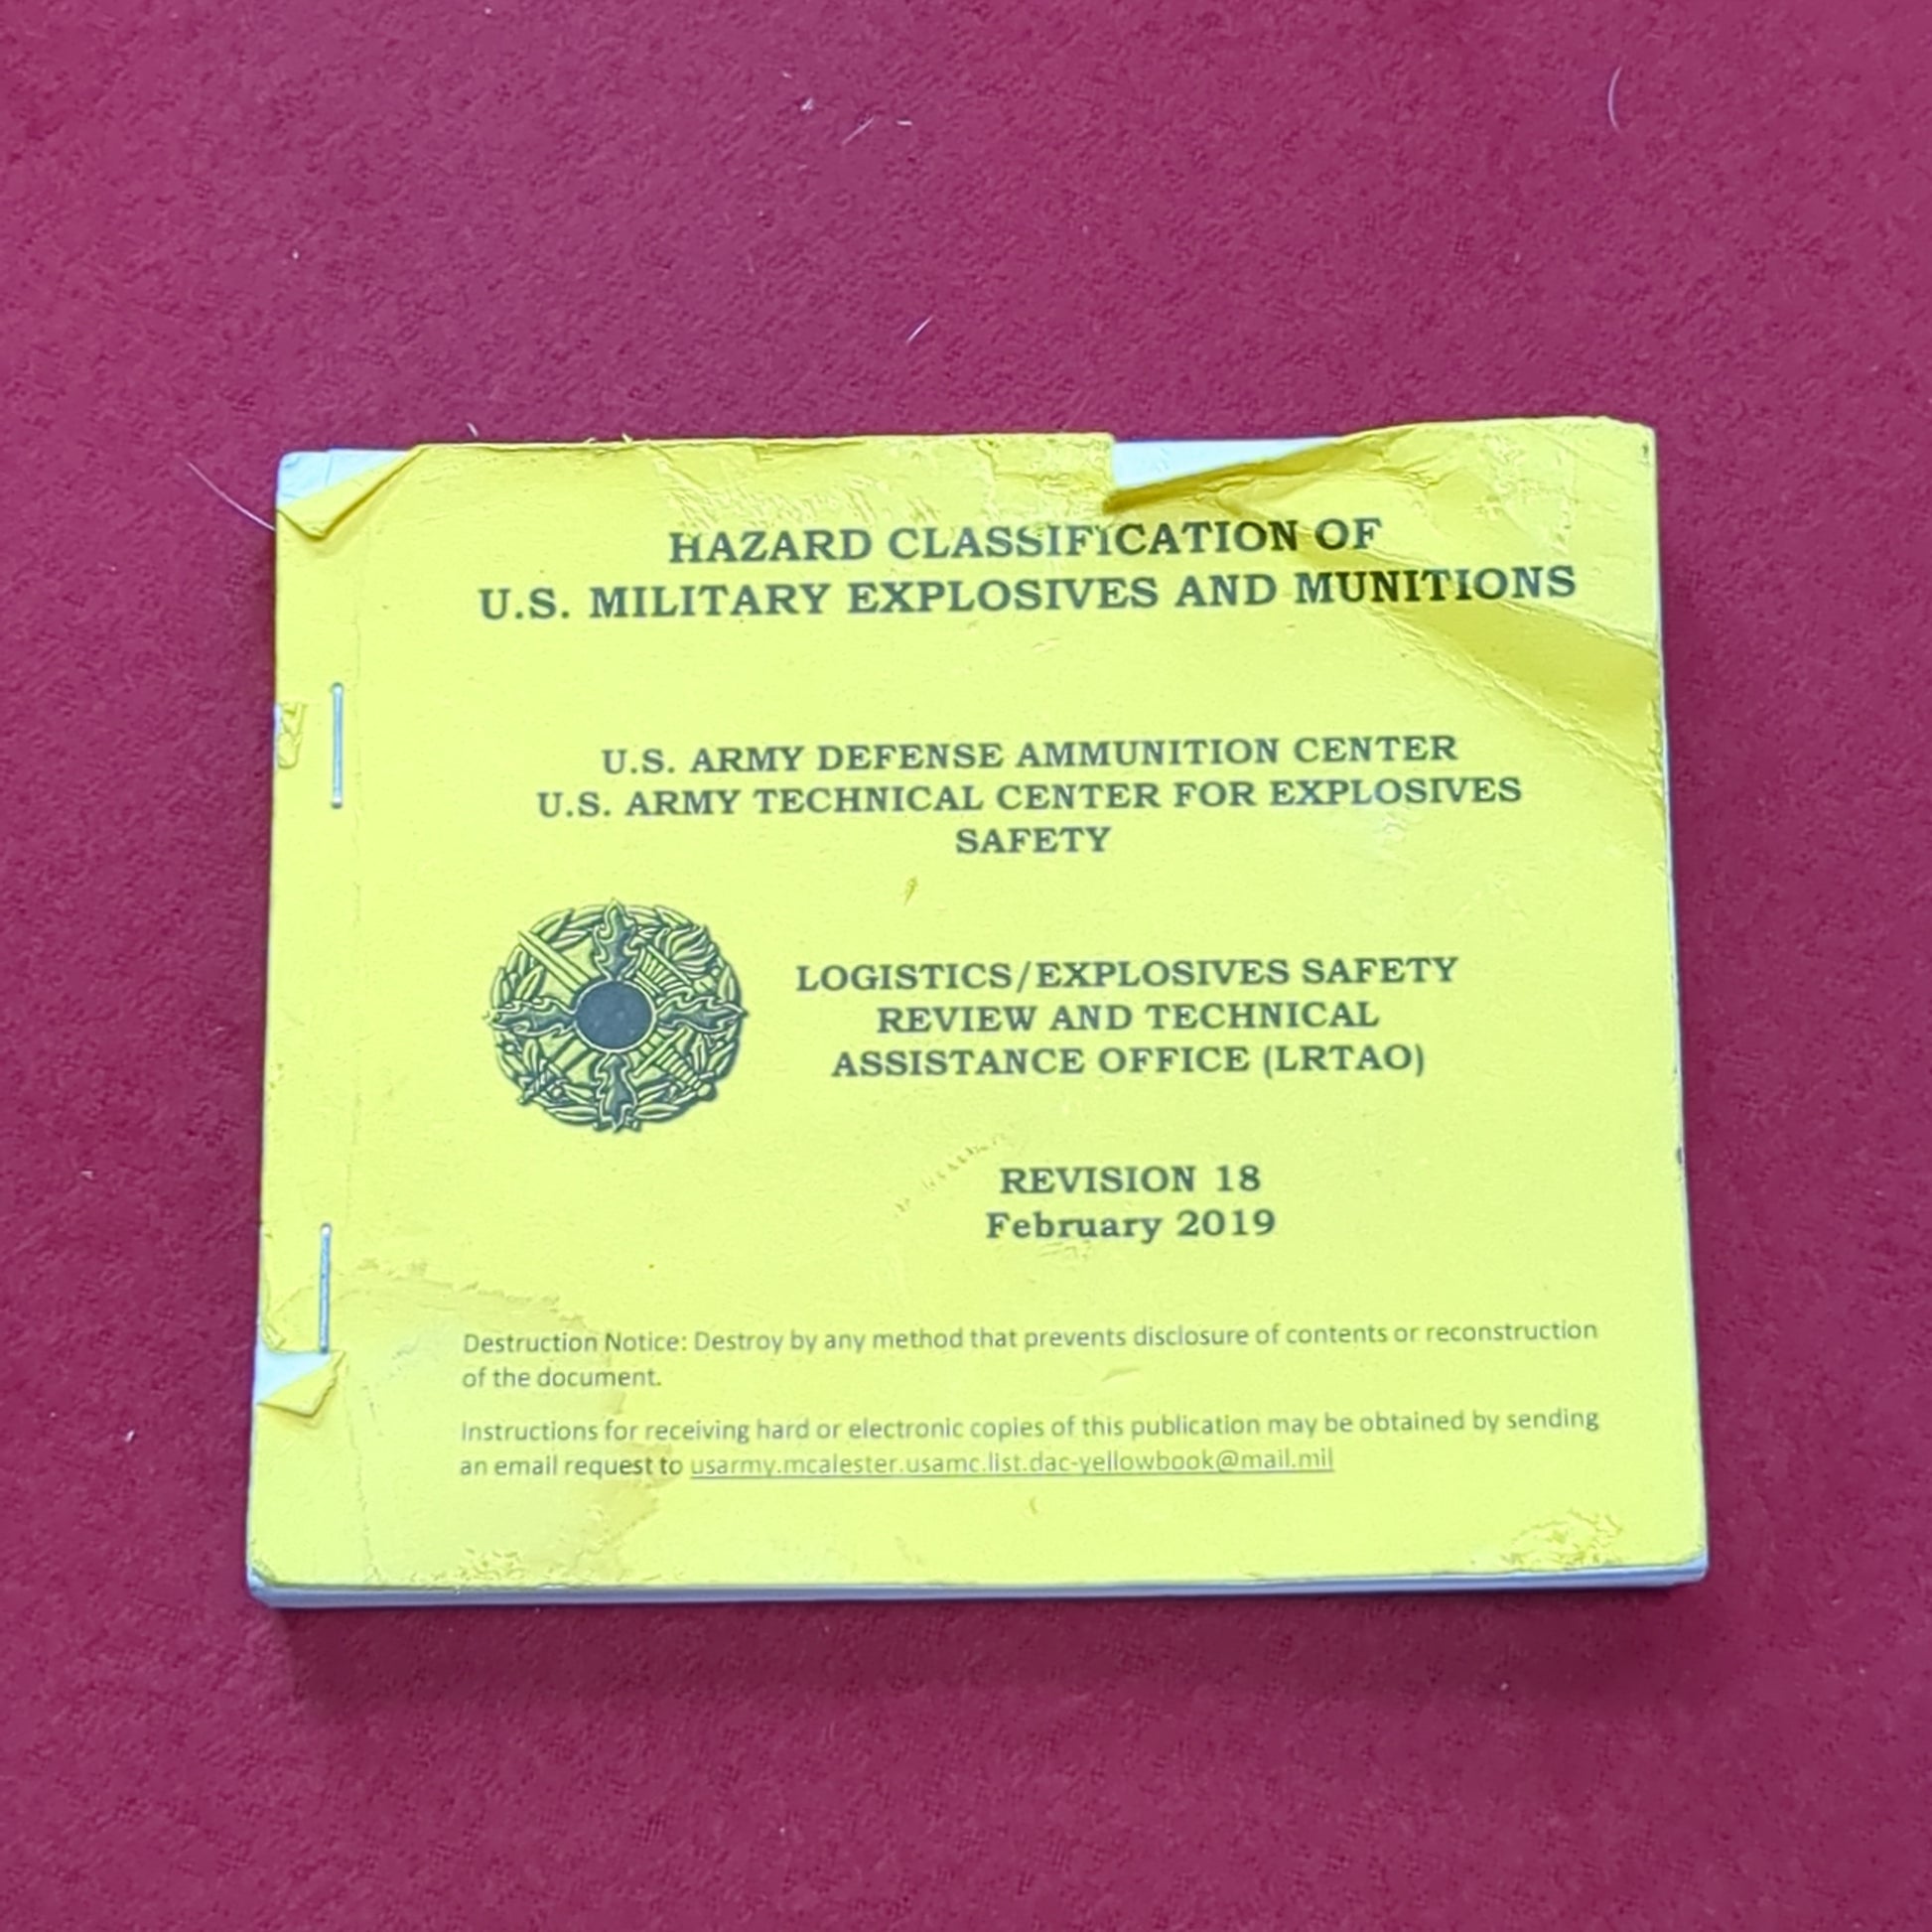 HAZARD CLASSIFICATION OF
U.S. MILITARY EXPLOSIVES AND MUNITIONS
U.S. ARMY DEFENSE AMMUNITION CENTER
U.S. ARMY TECHNICAL CENTER FOR EXPLOSIVES
SAFETY
LOGISTICS/EXPLOSIVES SAFETY
REVIEW AND TECHNICAL
ASSISTANCE OFFICE (LRTAO)
REVISION 18
February 2019
Destruction Notice: Destroy by any method that prevents disclosure of contents or reconstruction
of the document.
Instructions for receiving hard or electronic copies of this publication may be obtained by sending
an email request to usarmy.mcalester.usamc.list.dac-yellowbook@mail.mil